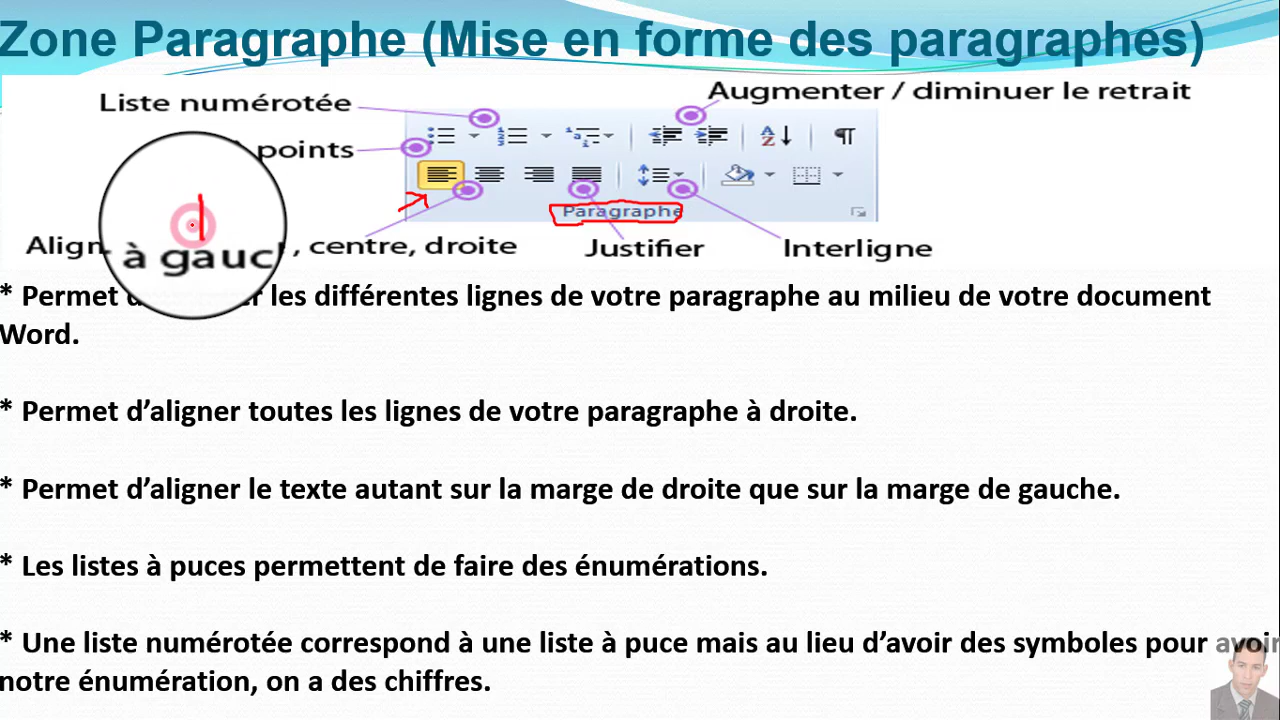 Zone Paragraphe (Mise en forme des paragraphes)
Liste numérotée
Augmenter / diminuer le retrait
points
Paragraphe
Align à gauc , centre, droite
Justifier
Interligne
* Permet les différentes lignes de votre paragraphe au milieu de votre document
Word.
* Permet d’aligner toutes les lignes de votre paragraphe à droite.
* Permet d’aligner le texte autant sur la marge de droite que sur la marge de gauche.
* Les listes à puces permettent de faire des énumérations.
* Une liste numérotée correspond à une liste à puce mais au lieu d’avoir des symboles pour avoir
notre énumération, on a des chiffres.